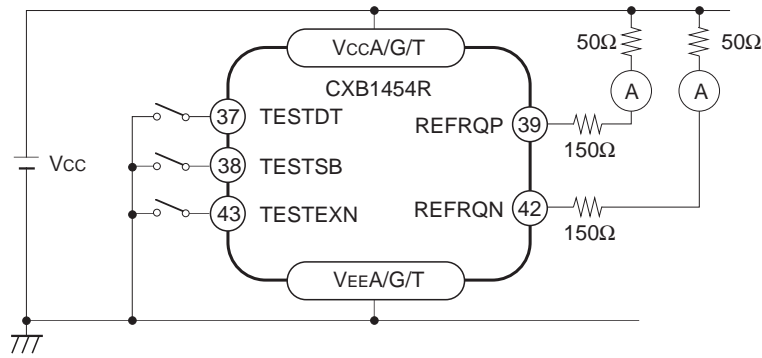 VCCA/G/T
50Ω
50Ω
CXB1454R
A
A
37
TESTDT
REFRQP
39
150Ω
VCC
38
TESTSB
43
TESTEXN
REFRQN
42
150Ω
VEEA/G/T